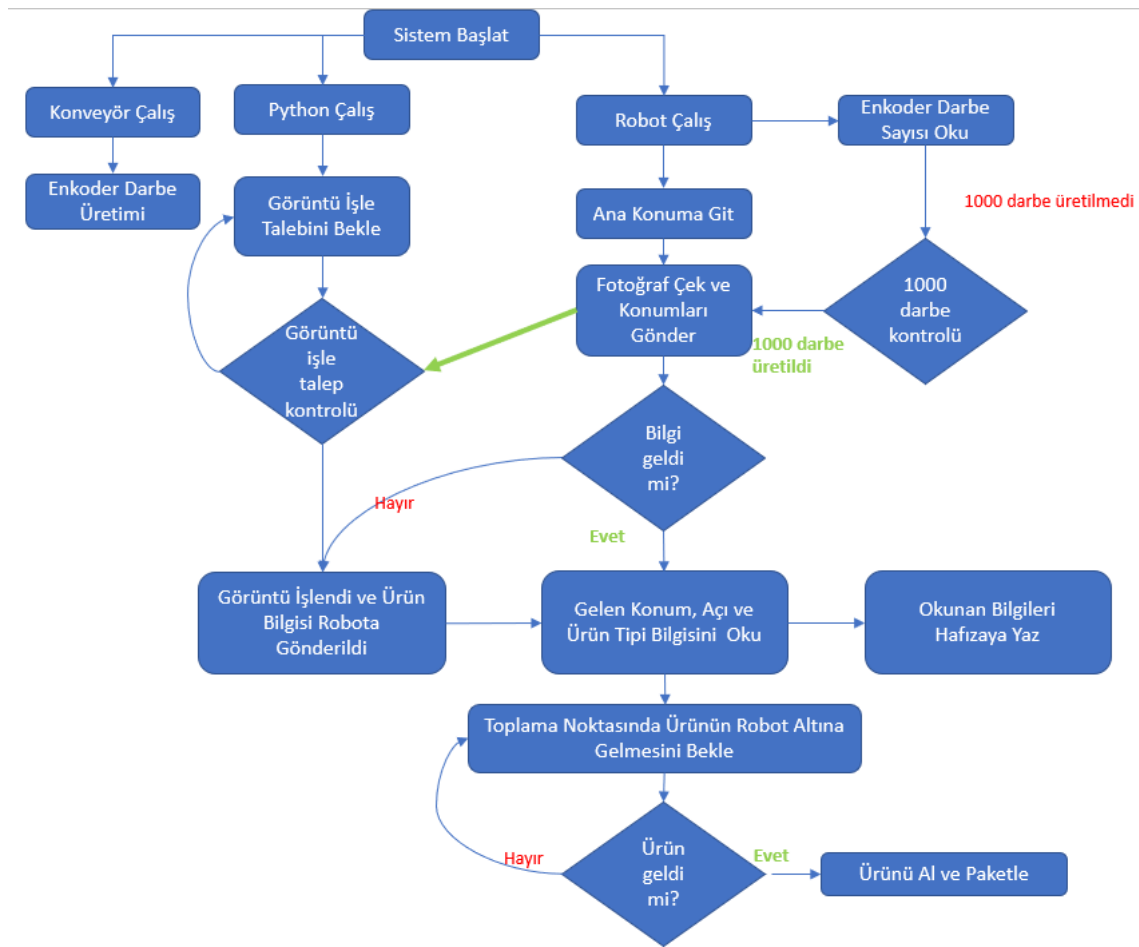 Sistem Başlat
Konveyör Çalış
Python Çalış
Robot Çalış
Enkoder Darbe
Sayısı Oku
Enkoder Darbe
Üretimi
Görüntü İşle
Talebini Bekle
Ana Konuma Git
1000 darbe üretilmedi
Fotoğraf Çek ve
Konumları
Gönder
1000
darbe
kontrolü
1000 darbe
üretildi
Görüntü
işle
talep
kontrolü
Bilgi
geldi
mi?
Hayır
Evet
Görüntü İşlendi ve Ürün
Bilgisi Robota
Gönderildi
Gelen Konum, Açı ve
Ürün Tipi Bilgisini Oku
Okunan Bilgileri
Hafızaya Yaz
Toplama Noktasında Ürünün Robot Altına
Gelmesini Bekle
Ürün
geldi
mi?
Hayır
Evet
Ürünü Al ve Paketle